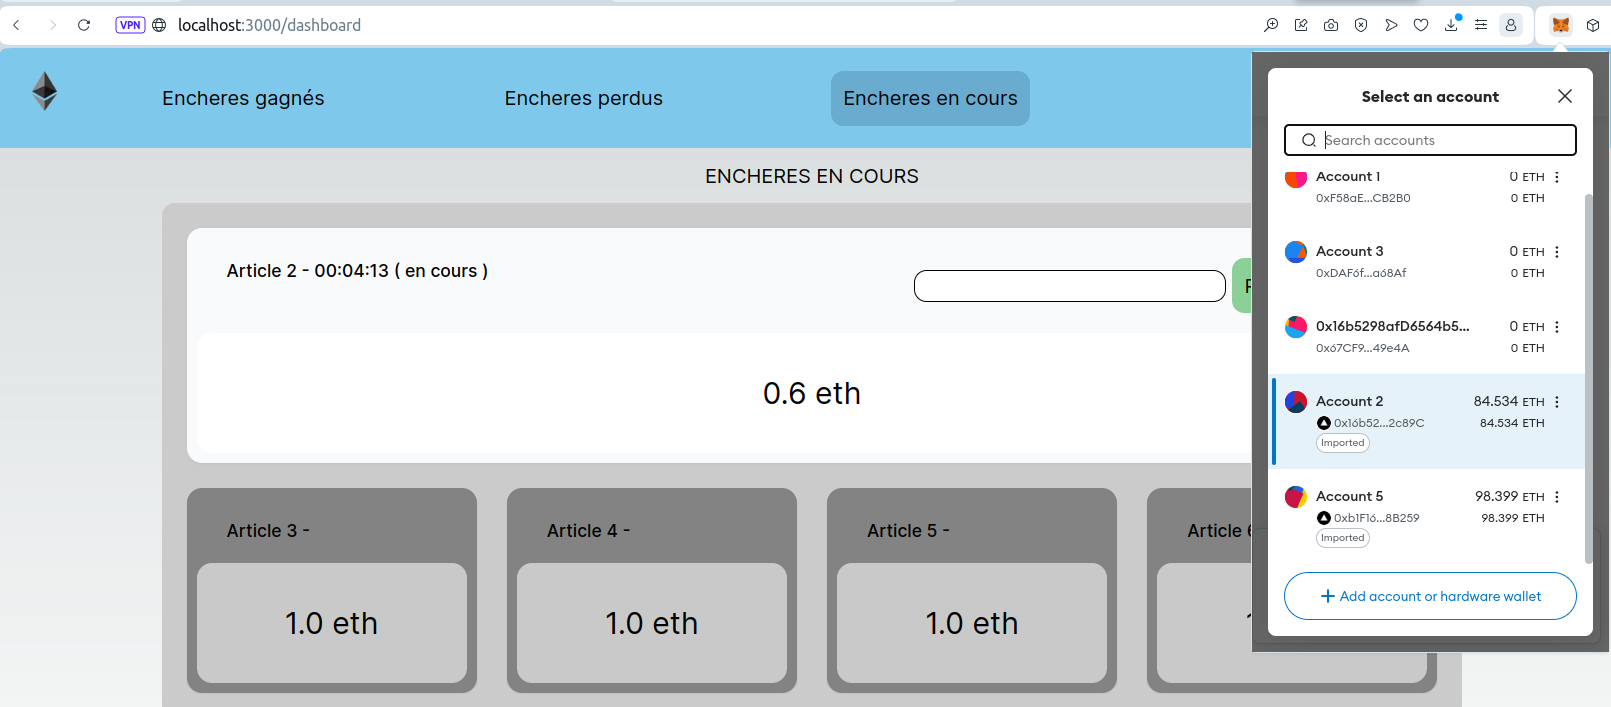 VPN localhost:3000/dashboard
Encheres gagnés Encheres perdus Encheres en cours
ENCHERES EN COURS
Article 2 - 00:04:13 ( en cours )
0.6 eth
Article 3 -
1.0 eth
Article 4 -
1.0 eth
Article 5 -
1.0 eth
Article
Select an account
Search accounts
Account 1 0 ETH
0xF58aE...CB2B0 0 ETH
Account 3 0 ETH
0xDAF6f...a68Af 0 ETH
0x16b5298afD6564b5... 0 ETH
0x67CF9...49e4A 0 ETH
Account 2 84.534 ETH
0x16b52...2c89C 84.534 ETH
Imported
Account 5 98.399 ETH
0xb1F16...8B259 98.399 ETH
Imported
+ Add account or hardware wallet